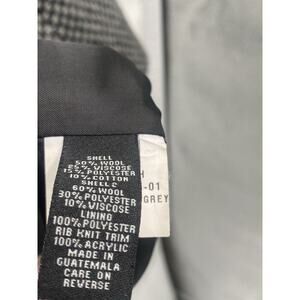 SHELL
50% WOOL
25% VISCOSE
15% POLYESTER
10% COTTON
SHELL 2
60% WOOL
30% POLYESTER
10% VISCOSE
LINING
100% POLYESTER
RIB KNIT TRIM
100% ACRYLIC
MADE IN
GUATEMALA
CARE ON
REVERSE
-01
GREY